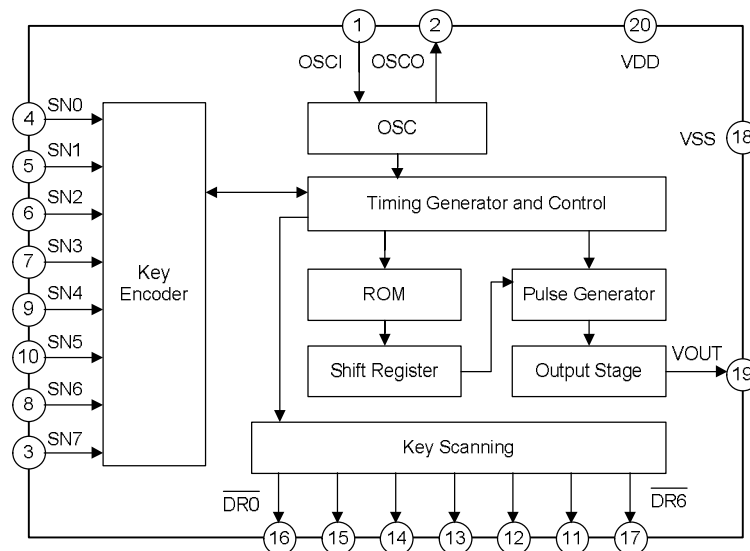 1 2 20
OSCI OSCO VDD
4 SN0
OSC
18 VSS
5 SN1
6 SN2
Timing Generator and Control
7 SN3
Key
Encoder
ROM
Pulse Generator
9 SN4
10 SN5
Shift Register
Output Stage
VOUT
19
8 SN6
3 SN7
Key Scanning
DR0 DR6
16 15 14 13 12 11 17